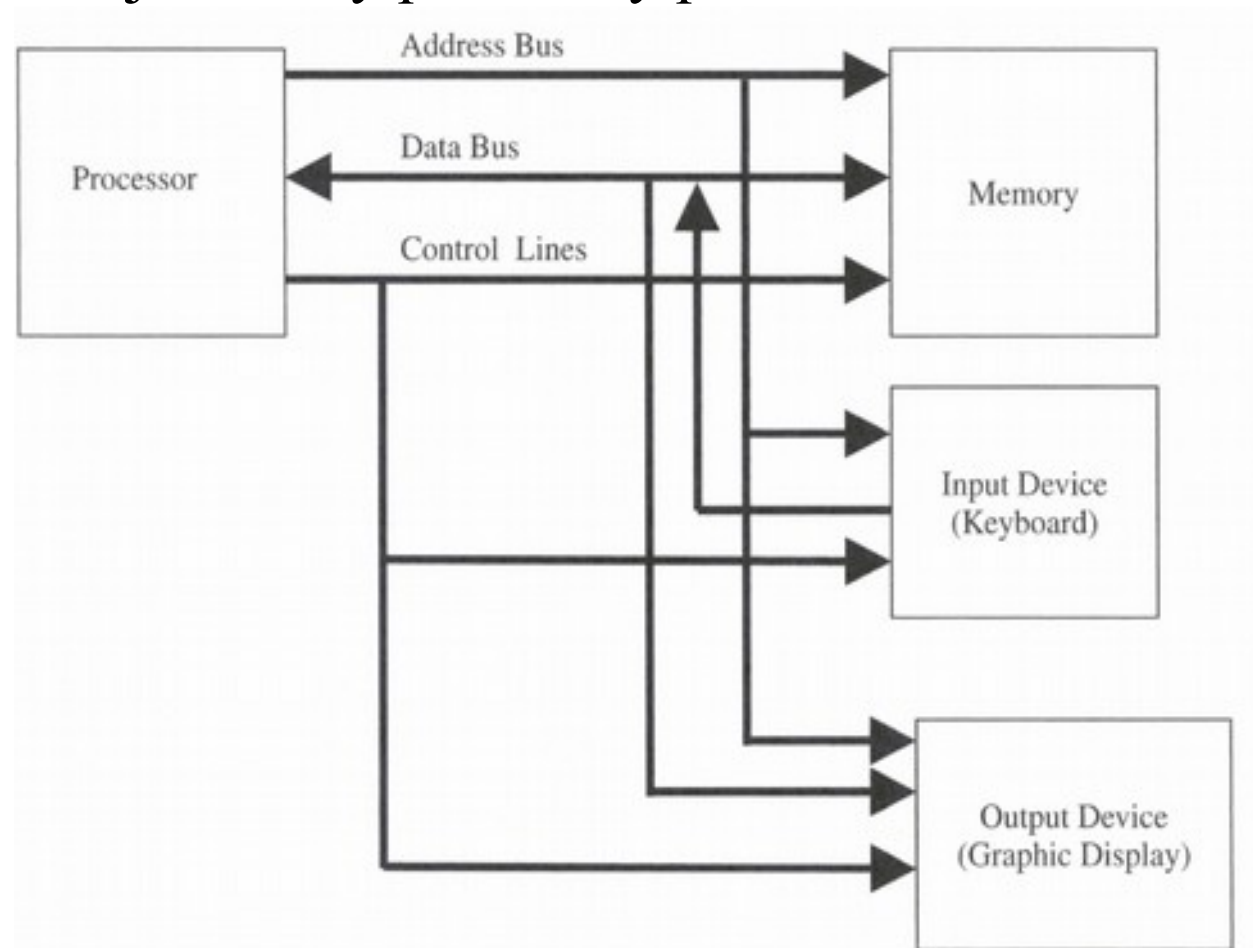 Address Bus
Processor
Data Bus
Memory
Control Lines
Input Device
(Keyboard)
Output Device
(Graphic Display)